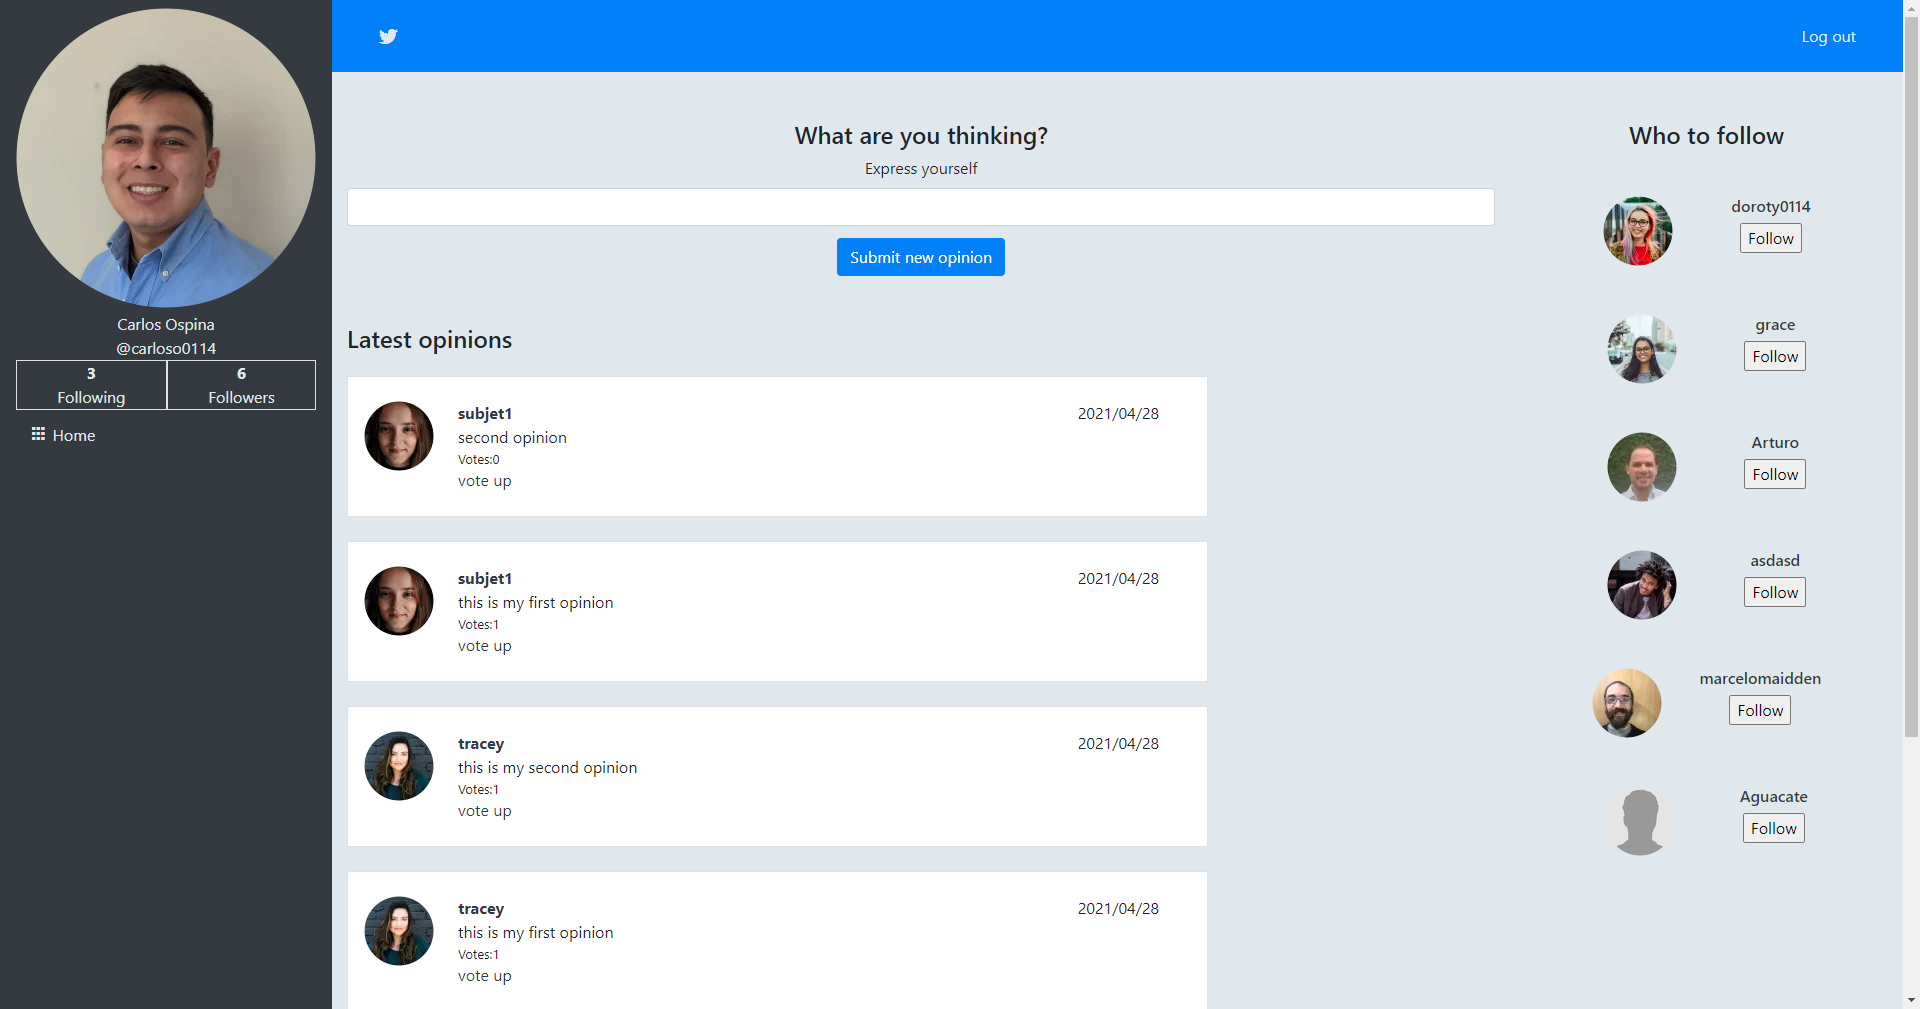 Log out
Carlos Ospina
@carloso0114
3
Following
6
Followers
Home
What are you thinking?
Express yourself
Submit new opinion
Latest opinions
subjet1
2021/04/28
second opinion
Votes:0
vote up
subjet1
2021/04/28
this is my first opinion
Votes:1
vote up
tracey
2021/04/28
this is my second opinion
Votes:1
vote up
tracey
2021/04/28
this is my first opinion
Votes:1
vote up
Who to follow
doroty0114
Follow
grace
Follow
Arturo
Follow
asdasd
Follow
marcelomaidden
Follow
Aguacate
Follow